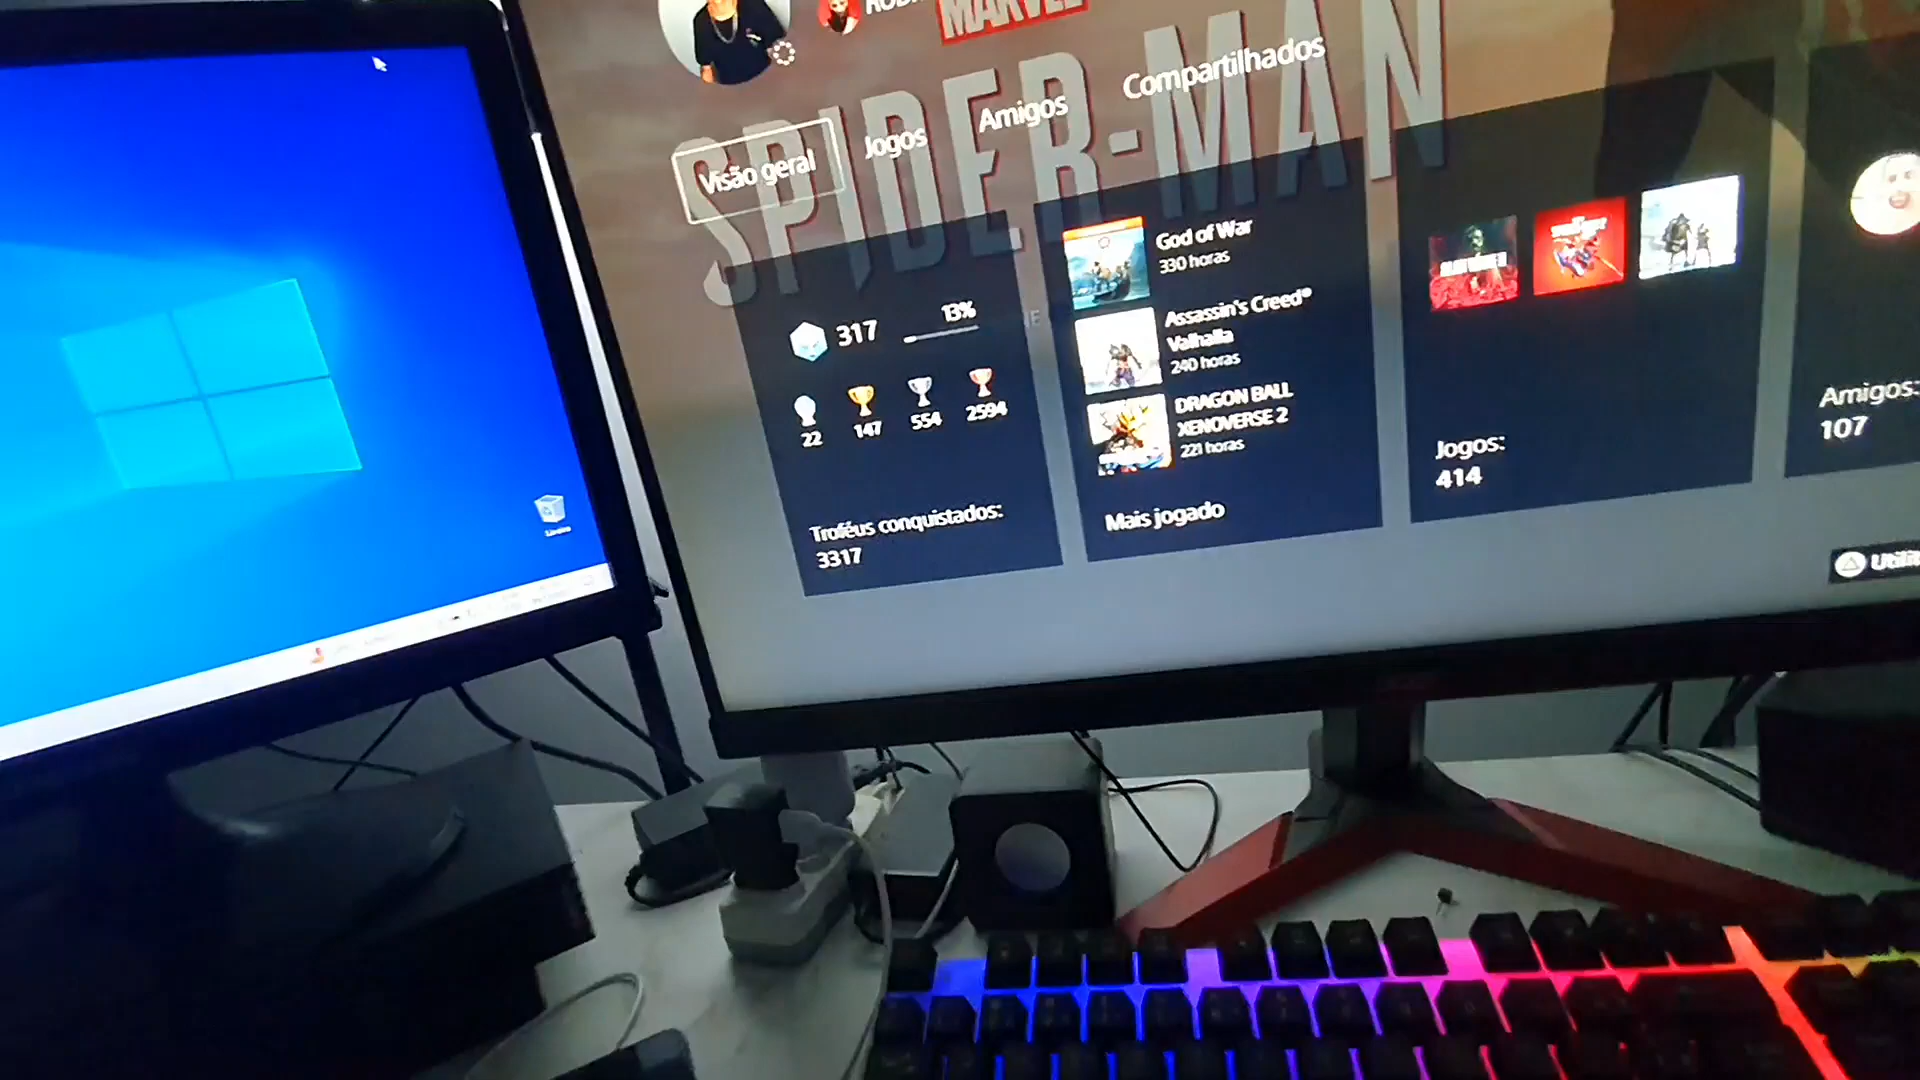 MARVEL
SPIDER-MAN
Visão geral
Jogos
Amigos
Compartilhados
317
13%
22
147
554
2594
Troféus conquistados:
3317
God of War
330 horas
Assassin's Creed®
Valhalla
240 horas
DRAGON BALL
XENOVERSE 2
221 horas
Mais jogado
Jogos:
414
Amigos:
107